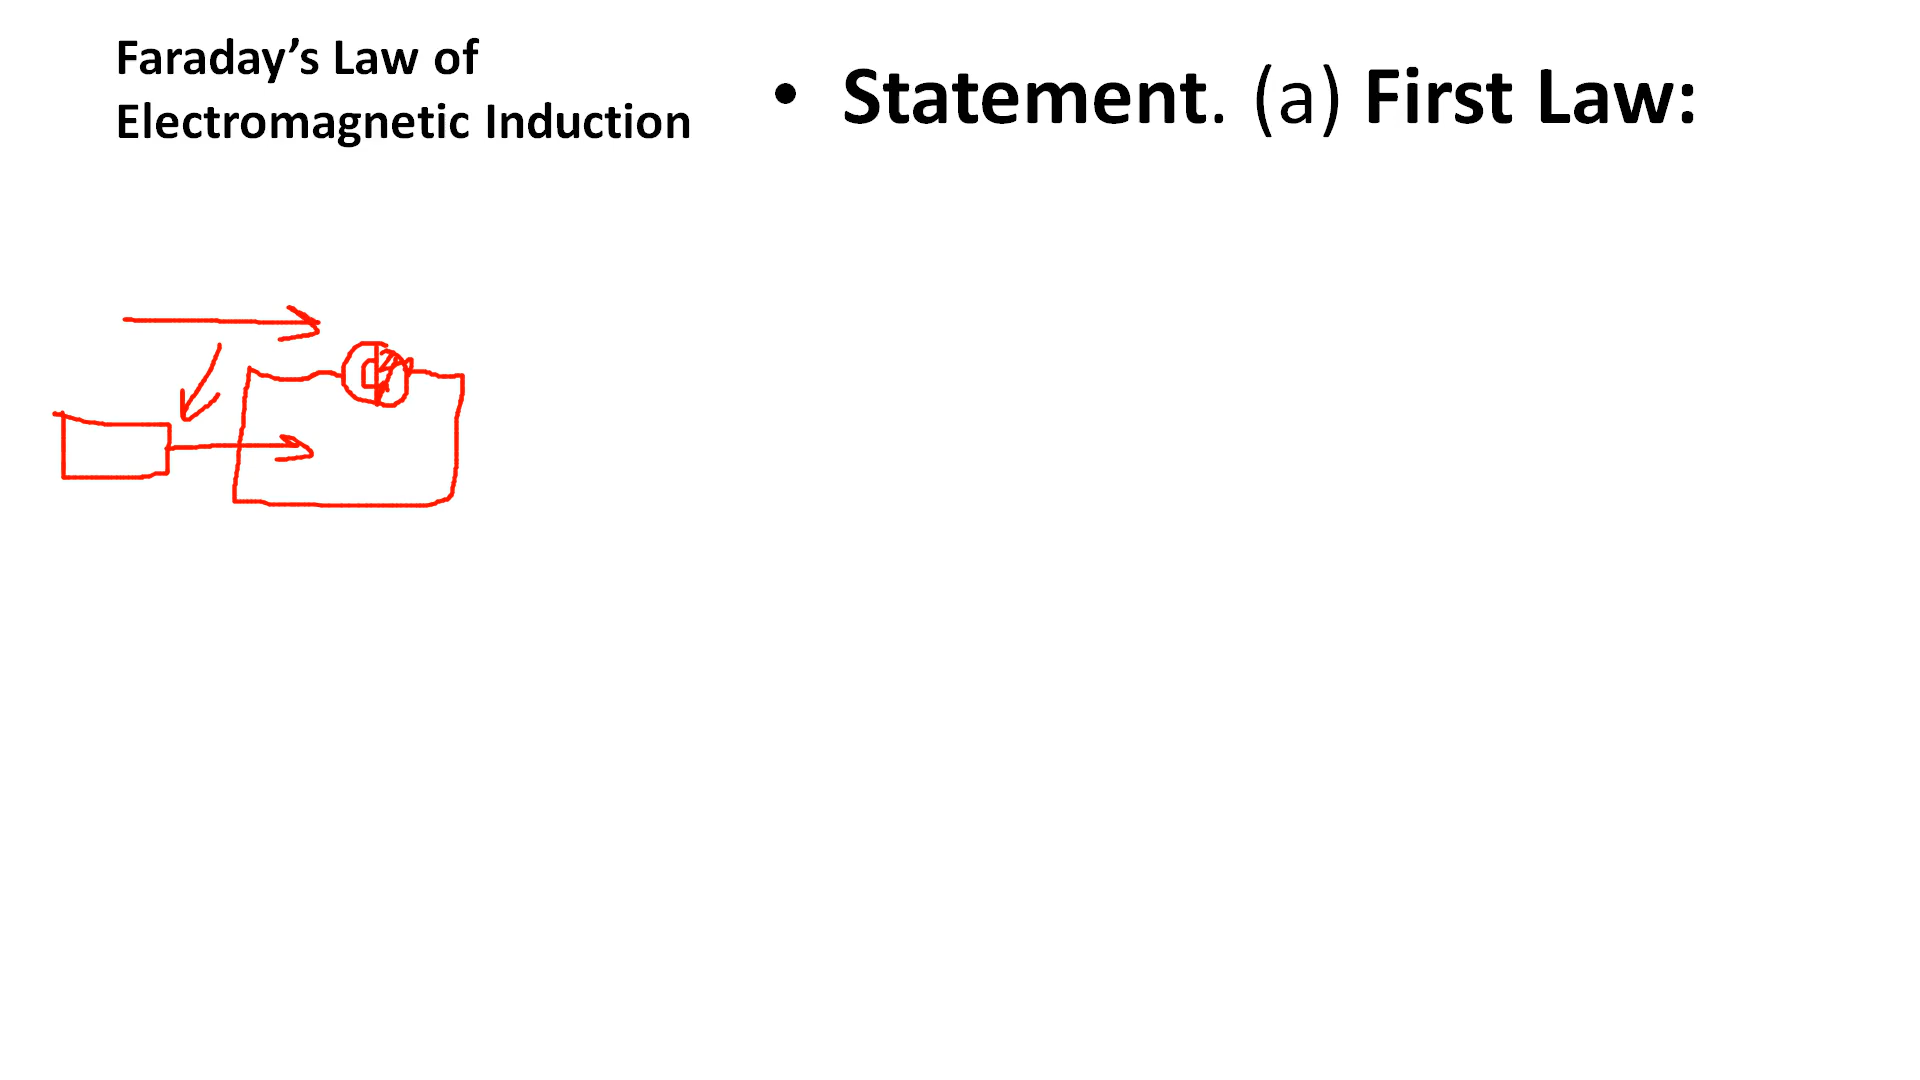 Faraday’s Law of
Electromagnetic Induction
• Statement. (a) First Law: